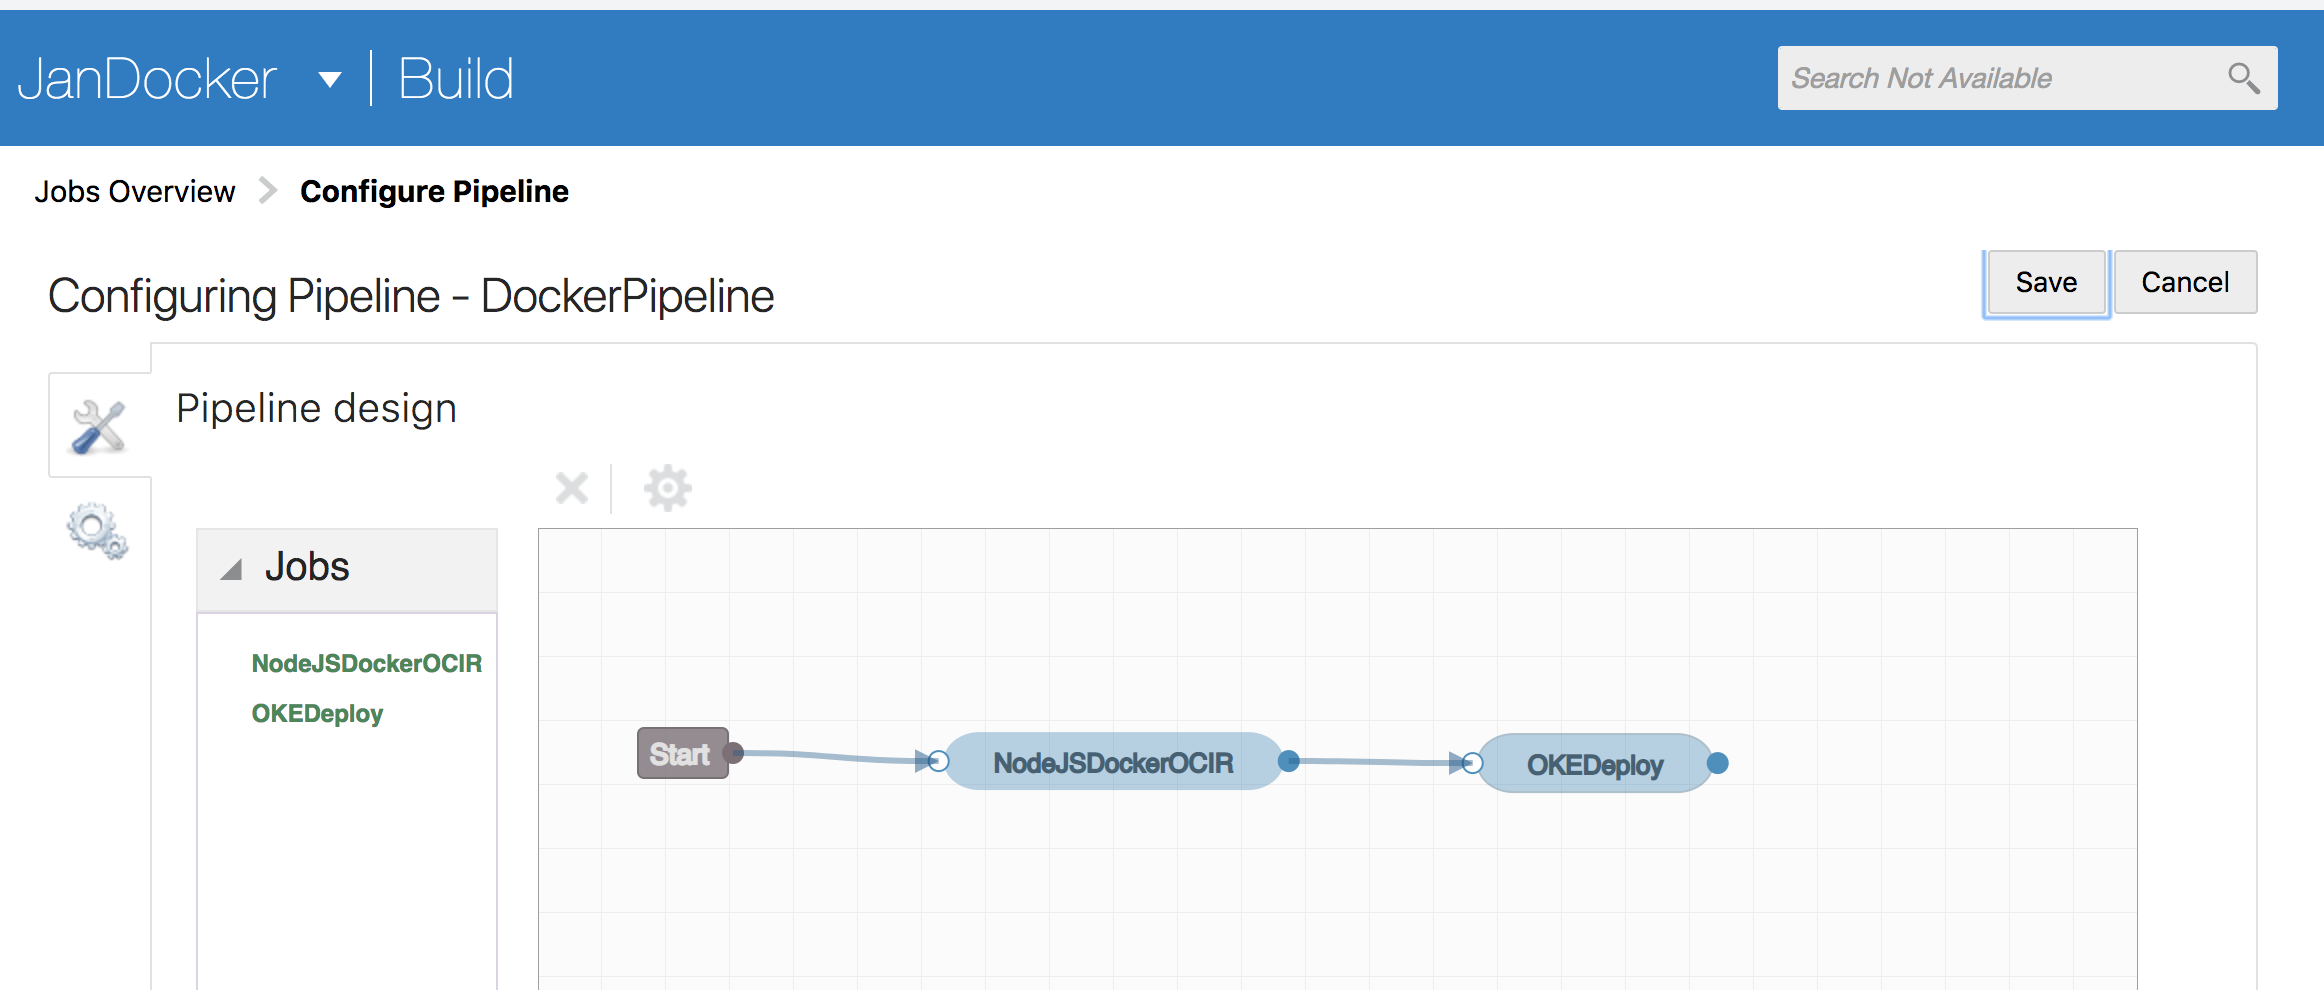 JanDocker Build Search Not Available
Jobs Overview Configure Pipeline
Configuring Pipeline - DockerPipeline Save Cancel
Pipeline design
Jobs
NodeJSDockerOCIR
OKEDeploy
Start NodeJSDockerOCIR OKEDeploy